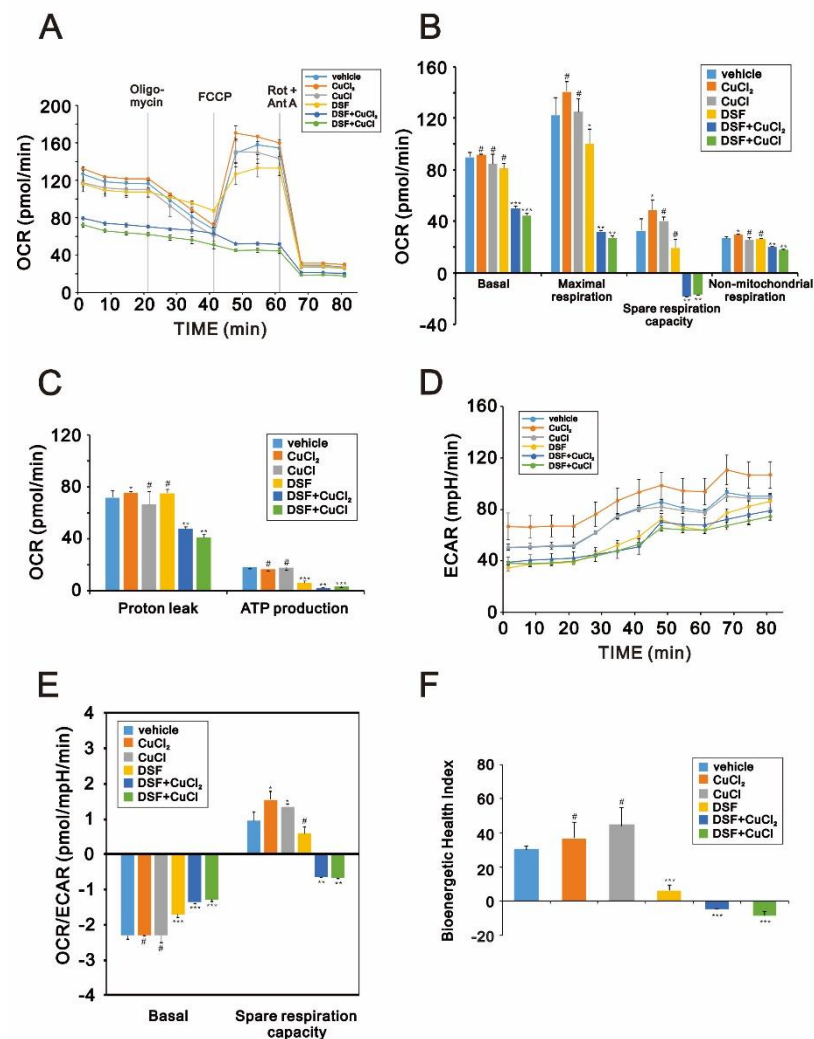 A
OCR (pmol/min)
200
160
120
80
40
0
Oligo-
mycin
FCCP
Rot +
Ant A
vehicle
CuCl₂
CuCl
DSF
DSF+CuCl₂
DSF+CuCl
0 10 20 30 40 50 60 70 80
TIME (min)
B
OCR (pmol/min)
160
120
80
40
0
-40
vehicle
CuCl₂
CuCl
DSF
DSF+CuCl₂
DSF+CuCl
# # #
*** ***
# # *
** **
* # #
** **
* # # ** **
Basal
Maximal
respiration
Spare respiration
capacity
Non-mitochondrial
respiration
C
OCR (pmol/min)
120
80
40
0
vehicle
CuCl₂
CuCl
DSF
DSF+CuCl₂
DSF+CuCl
* # # ** **
# # *** ** ***
Proton leak
ATP production
D
ECAR (mpH/min)
160
120
80
40
0
vehicle
CuCl₂
CuCl
DSF
DSF+CuCl₂
DSF+CuCl
0 10 20 30 40 50 60 70 80
TIME (min)
E
OCR/ECAR (pmol/mpH/min)
4
3
2
1
0
-1
-2
-3
-4
vehicle
CuCl₂
CuCl
DSF
DSF+CuCl₂
DSF+CuCl
# # *** *** ***
* * # ** **
Basal
Spare respiration
capacity
F
Bioenergetic Health Index
80
60
40
20
0
-20
vehicle
CuCl₂
CuCl
DSF
DSF+CuCl₂
DSF+CuCl
# # *** *** ***